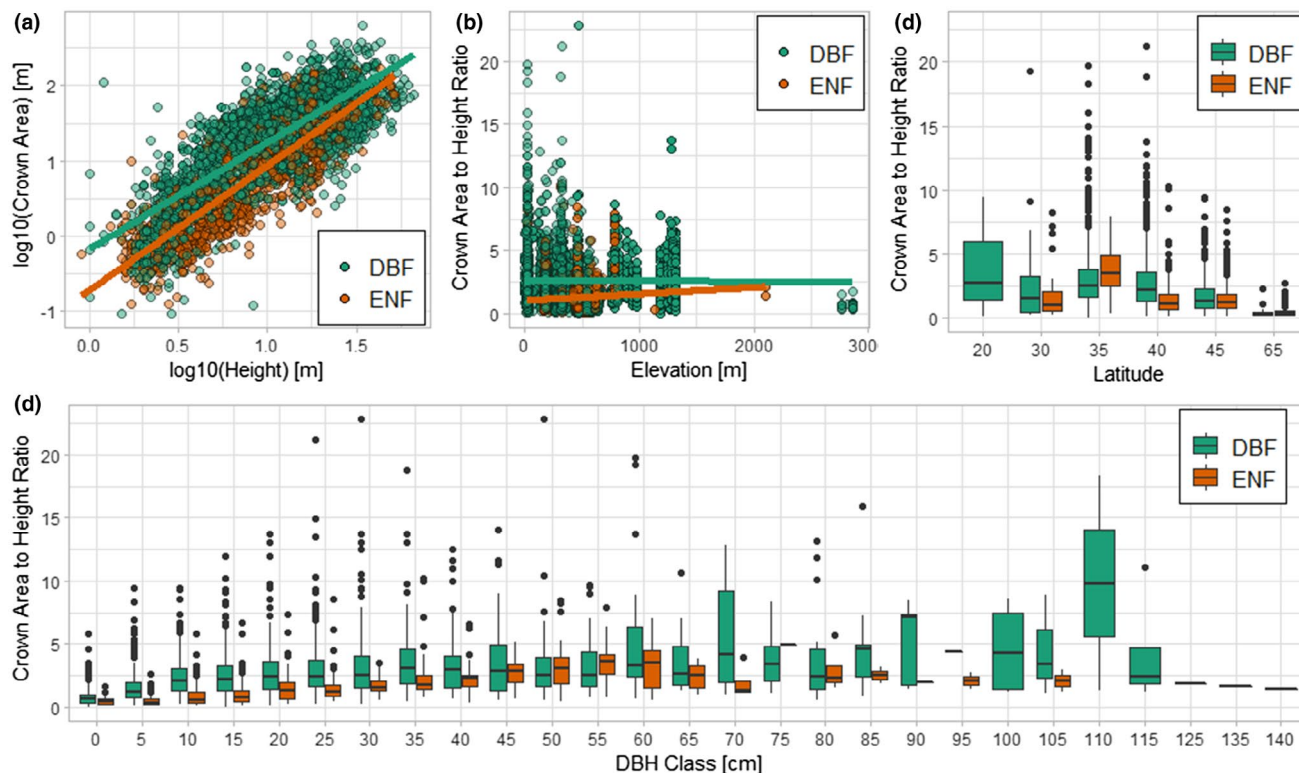 (a)
log10(Crown Area) [m]
2
1
0
-1
0.0 0.5 1.0 1.5
log10(Height) [m]
DBF
ENF
(b)
Crown Area to Height Ratio
20
15
10
5
0
0 1000 2000 300
Elevation [m]
DBF
ENF
(d)
Crown Area to Height Ratio
20
15
10
5
0
20 30 35 40 45 65
Latitude
DBF
ENF
(d)
Crown Area to Height Ratio
20
15
10
5
0
0 5 10 15 20 25 30 35 40 45 50 55 60 65 70 75 80 85 90 95 100 105 110 115 125 135 140
DBH Class [cm]
DBF
ENF